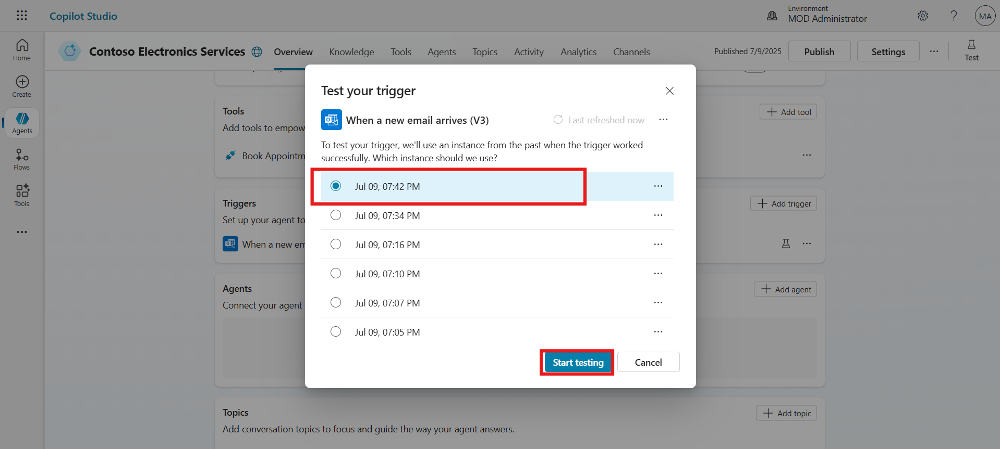 Copilot Studio
Environment
MOD Administrator
MA
Home
Create
Agents
Flows
Tools
Contoso Electronics Services
Overview
Knowledge
Tools
Agents
Topics
Activity
Analytics
Channels
Published 7/9/2025
Publish
Settings
Test
Tools
Add tools to empow
Add tool
Book Appointm
Triggers
Set up your agent to
Add trigger
When a new em
Agents
Connect your agent
Add agent
Topics
Add conversation topics to focus and guide the way your agent answers.
Add topic
Test your trigger
When a new email arrives (V3)
Last refreshed now
To test your trigger, we'll use an instance from the past when the trigger worked
successfully. Which instance should we use?
Jul 09, 07:42 PM
Jul 09, 07:34 PM
Jul 09, 07:16 PM
Jul 09, 07:10 PM
Jul 09, 07:07 PM
Jul 09, 07:05 PM
Start testing
Cancel